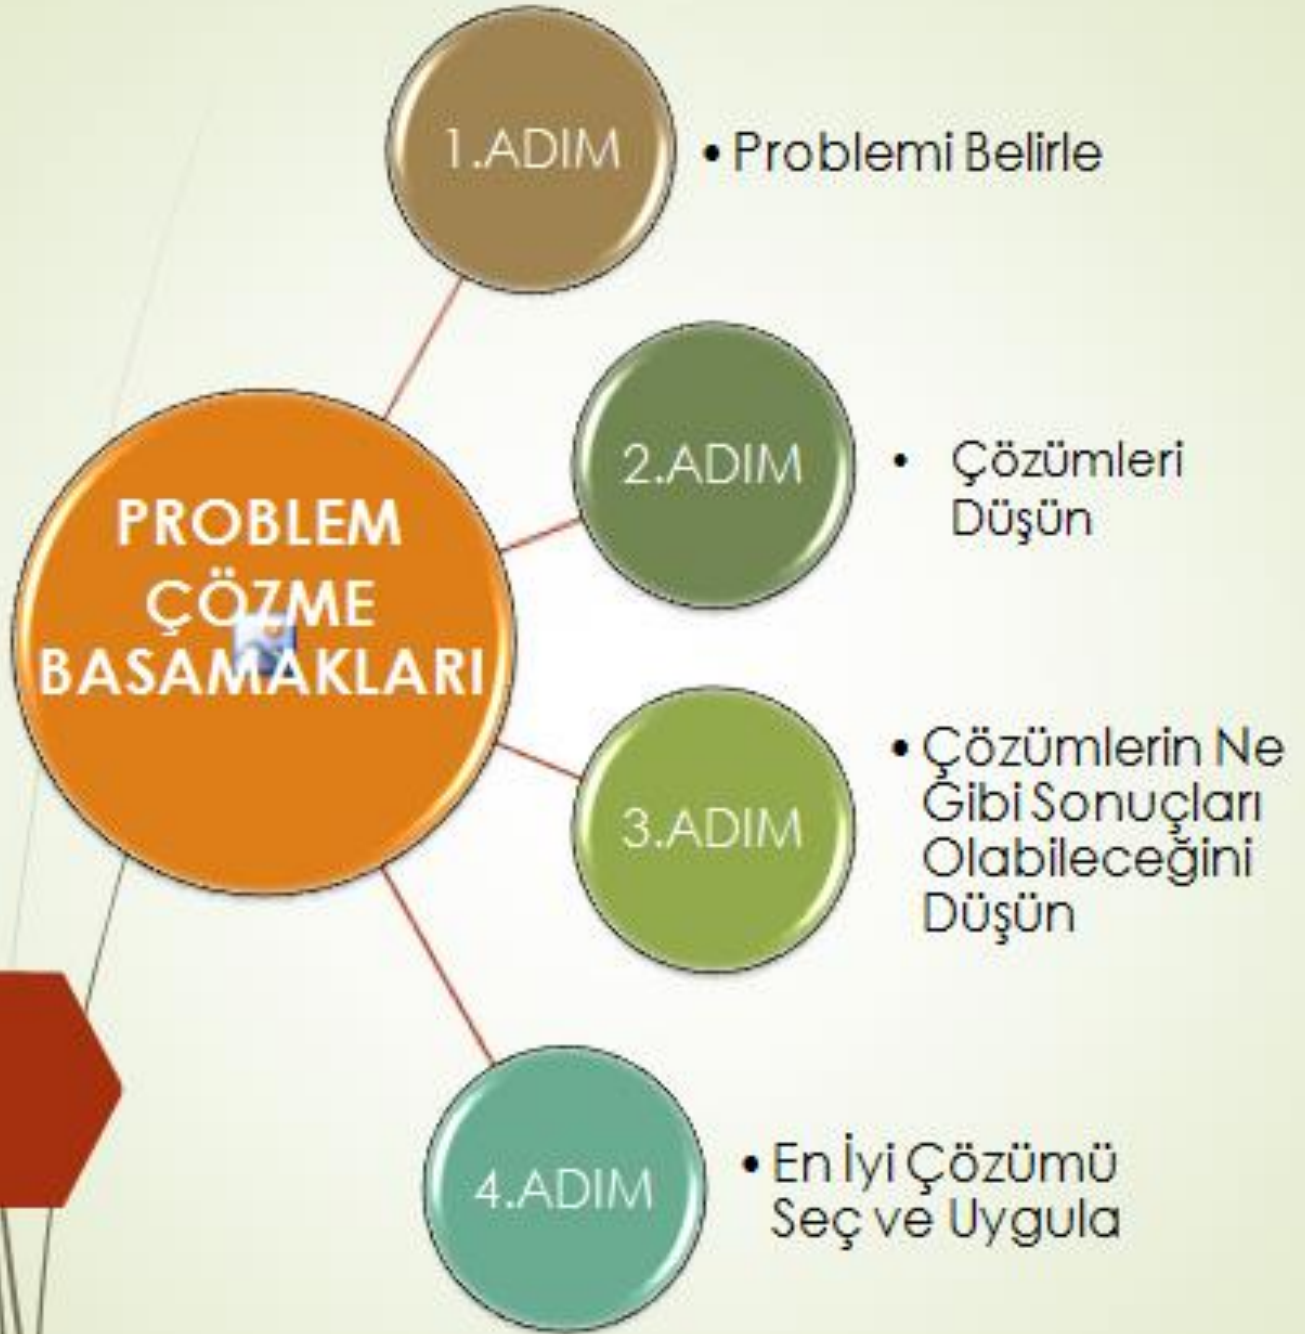 1.ADIM
• Problemi Belirle
2.ADIM
• Çözümleri
Düşün
PROBLEM
ÇÖZME
BASAMAKLARI
3.ADIM
• Çözümlerin Ne
Gibi Sonuçları
Olabileceğini
Düşün
4.ADIM
• En İyi Çözümü
Seç ve Uygula